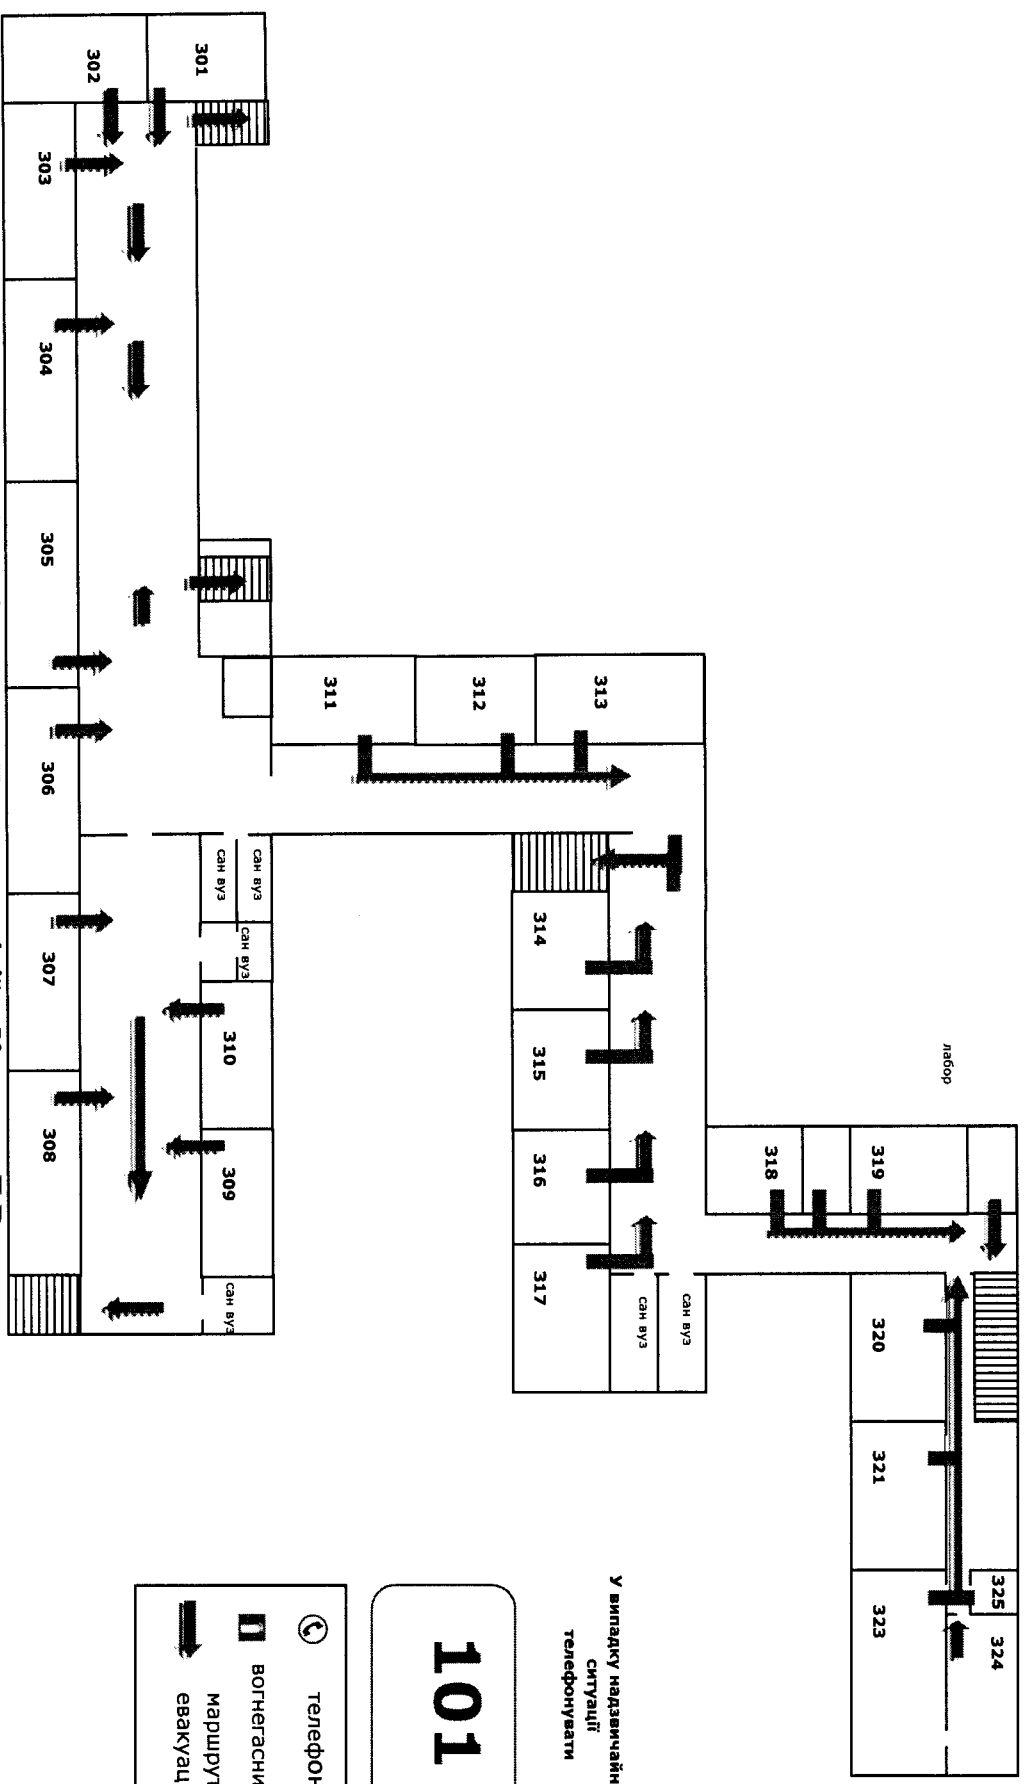 301
302
303
304
305
306
307
308
309
310
311
312
313
314
315
316
317
318
319
320
321
323
324
325
сан вуз
сан вуз
сан вуз
сан вуз
сан вуз
сан вуз
лабор
У випадку надзвичайн
ситуації
телефонувати
101
телефон
вогнегасни
маршрут
евакуац